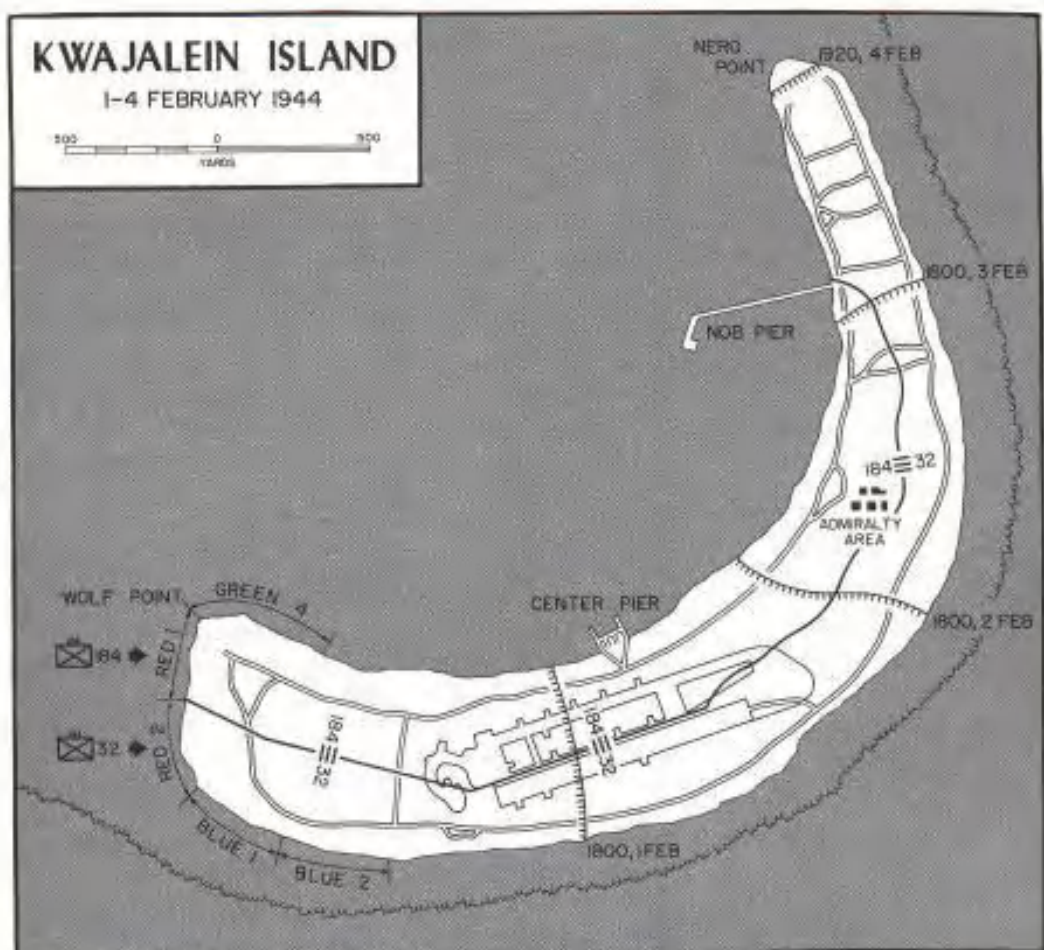 KWAJALEIN ISLAND
1-4 FEBRUARY 1944
500 0 500
YARDS
NERO
POINT
1920, 4 FEB
1800, 3 FEB
NOB PIER
184 32
ADMIRALTY
AREA
WOLF POINT
GREEN 4
CENTER PIER
1800, 2 FEB
184
RED 1
32
RED 2
184 32
184 32
BLUE 1
BLUE 2
1800, 1 FEB